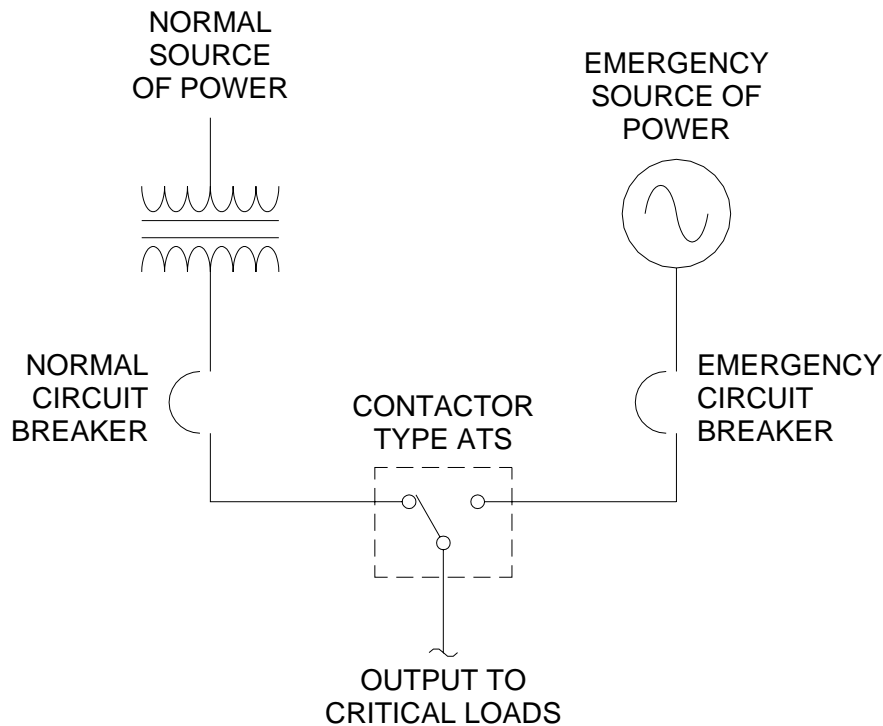 NORMAL
SOURCE
OF POWER
EMERGENCY
SOURCE OF
POWER
NORMAL
CIRCUIT
BREAKER
CONTACTOR
TYPE ATS
EMERGENCY
CIRCUIT
BREAKER
OUTPUT TO
CRITICAL LOADS